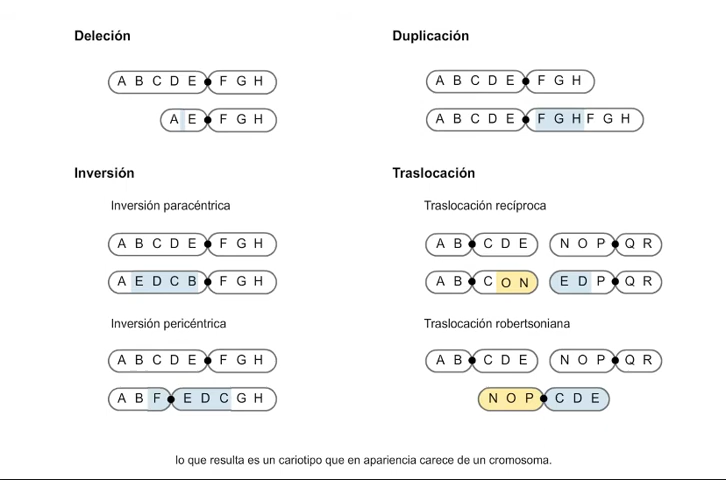 Deleción
A B C D E F G H
A E F G H
Duplicación
A B C D E F G H
A B C D E F G H F G H
Inversión
Inversión paracéntrica
A B C D E F G H
A E D C B F G H
Inversión pericéntrica
A B C D E F G H
A B F E D C G H
Traslocación
Traslocación recíproca
A B C D E N O P Q R
A B C O N E D P Q R
Traslocación robertsoniana
A B C D E N O P Q R
N O P C D E
lo que resulta es un cariotipo que en apariencia carece de un cromosoma.